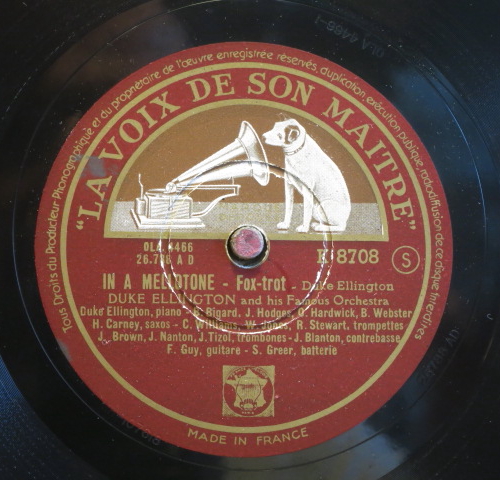 Tous Droits du Producteur Phonographique et du propriétaire de l'œuvre enregistrée réservés, duplication, exécution publique, radiodiffusion de ce disque Interdites
"LA VOIX DE SON MAITRE"
OLA 4466
26.798 A D
K 8708 S
IN A MELLOTONE - Fox-trot - Duke Ellington
DUKE ELLINGTON and his Famous Orchestra
Duke Ellington, piano - B. Bigard, J. Hodges, O. Hardwick, B. Webster
H. Carney, saxos - C. Williams, W. Jones, R. Stewart, trompettes
J. Brown, J. Nanton, J. Tizol, trombones - J. Blanton, contrebasse
F. Guy, guitare - S. Greer, batterie
MADE IN FRANCE